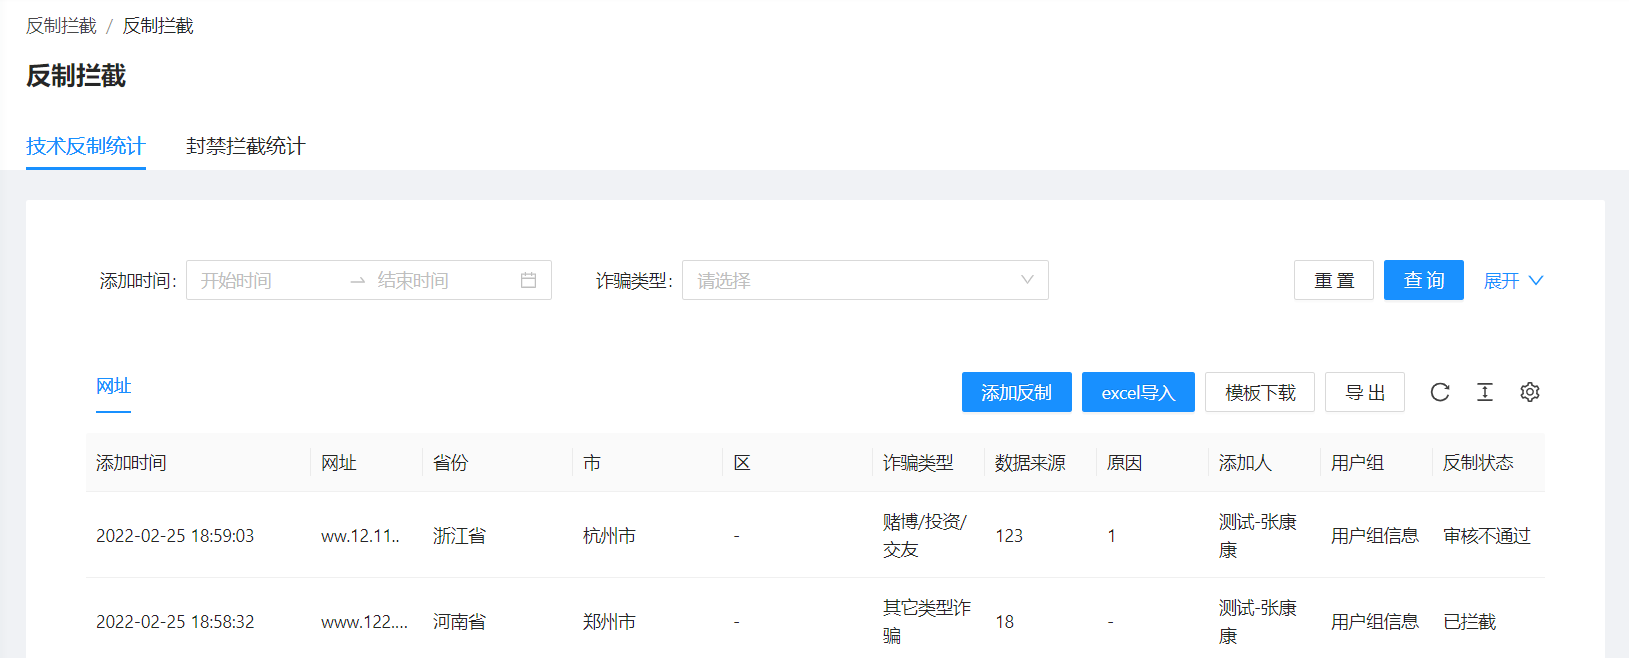 反制拦截 / 反制拦截
反制拦截
技术反制统计 封禁拦截统计
添加时间: 开始时间 → 结束时间 诈骗类型: 请选择 重 置 查 询 展开
网址 添加反制 excel导入 模板下载 导 出
添加时间 网址 省份 市 区 诈骗类型 数据来源 原因 添加人 用户组 反制状态
2022-02-25 18:59:03 ww.12.11.. 浙江省 杭州市 - 赌博/投资/ 123 1 测试-张康 用户组信息 审核不通过
交友 康
2022-02-25 18:58:32 www.122.... 河南省 郑州市 - 其它类型诈 18 - 测试-张康 用户组信息 已拦截
骗 康